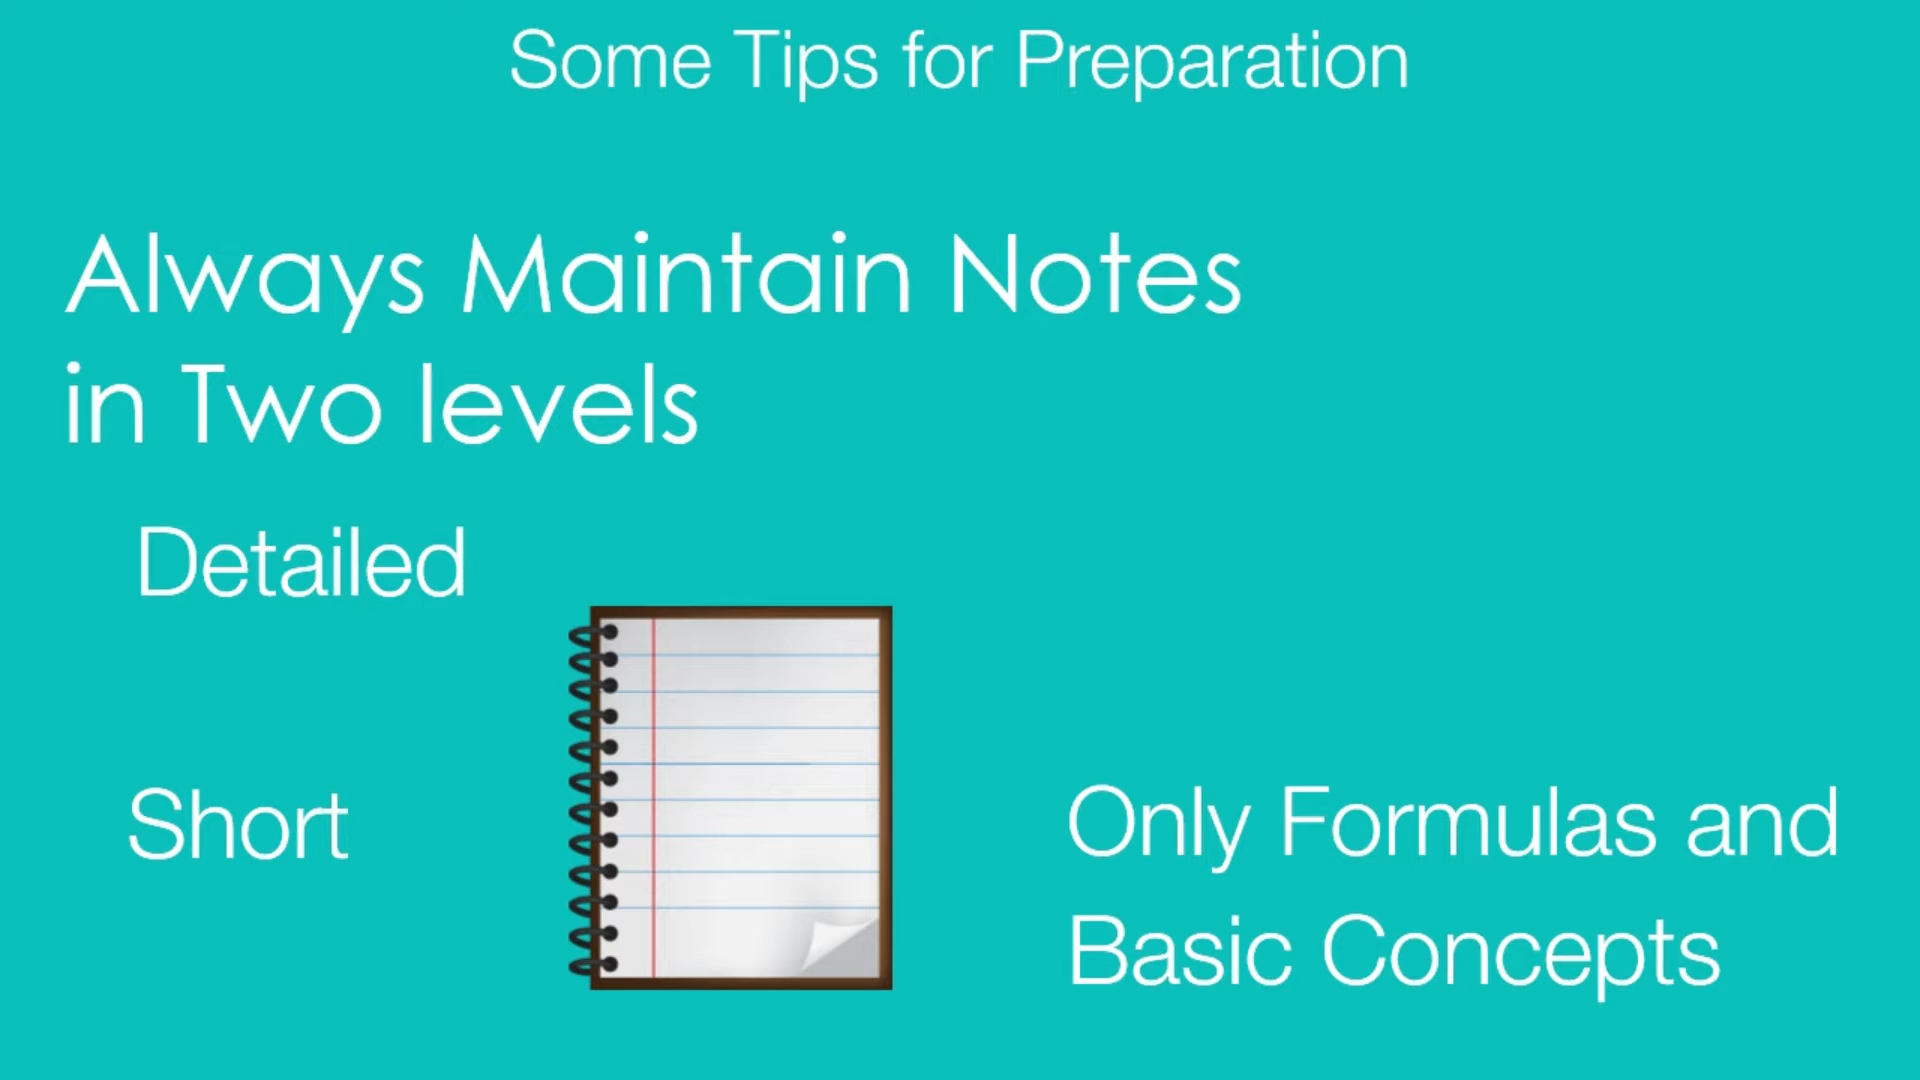 Some Tips for Preparation
Always Maintain Notes
in Two levels
Detailed
Short
Only Formulas and
Basic Concepts